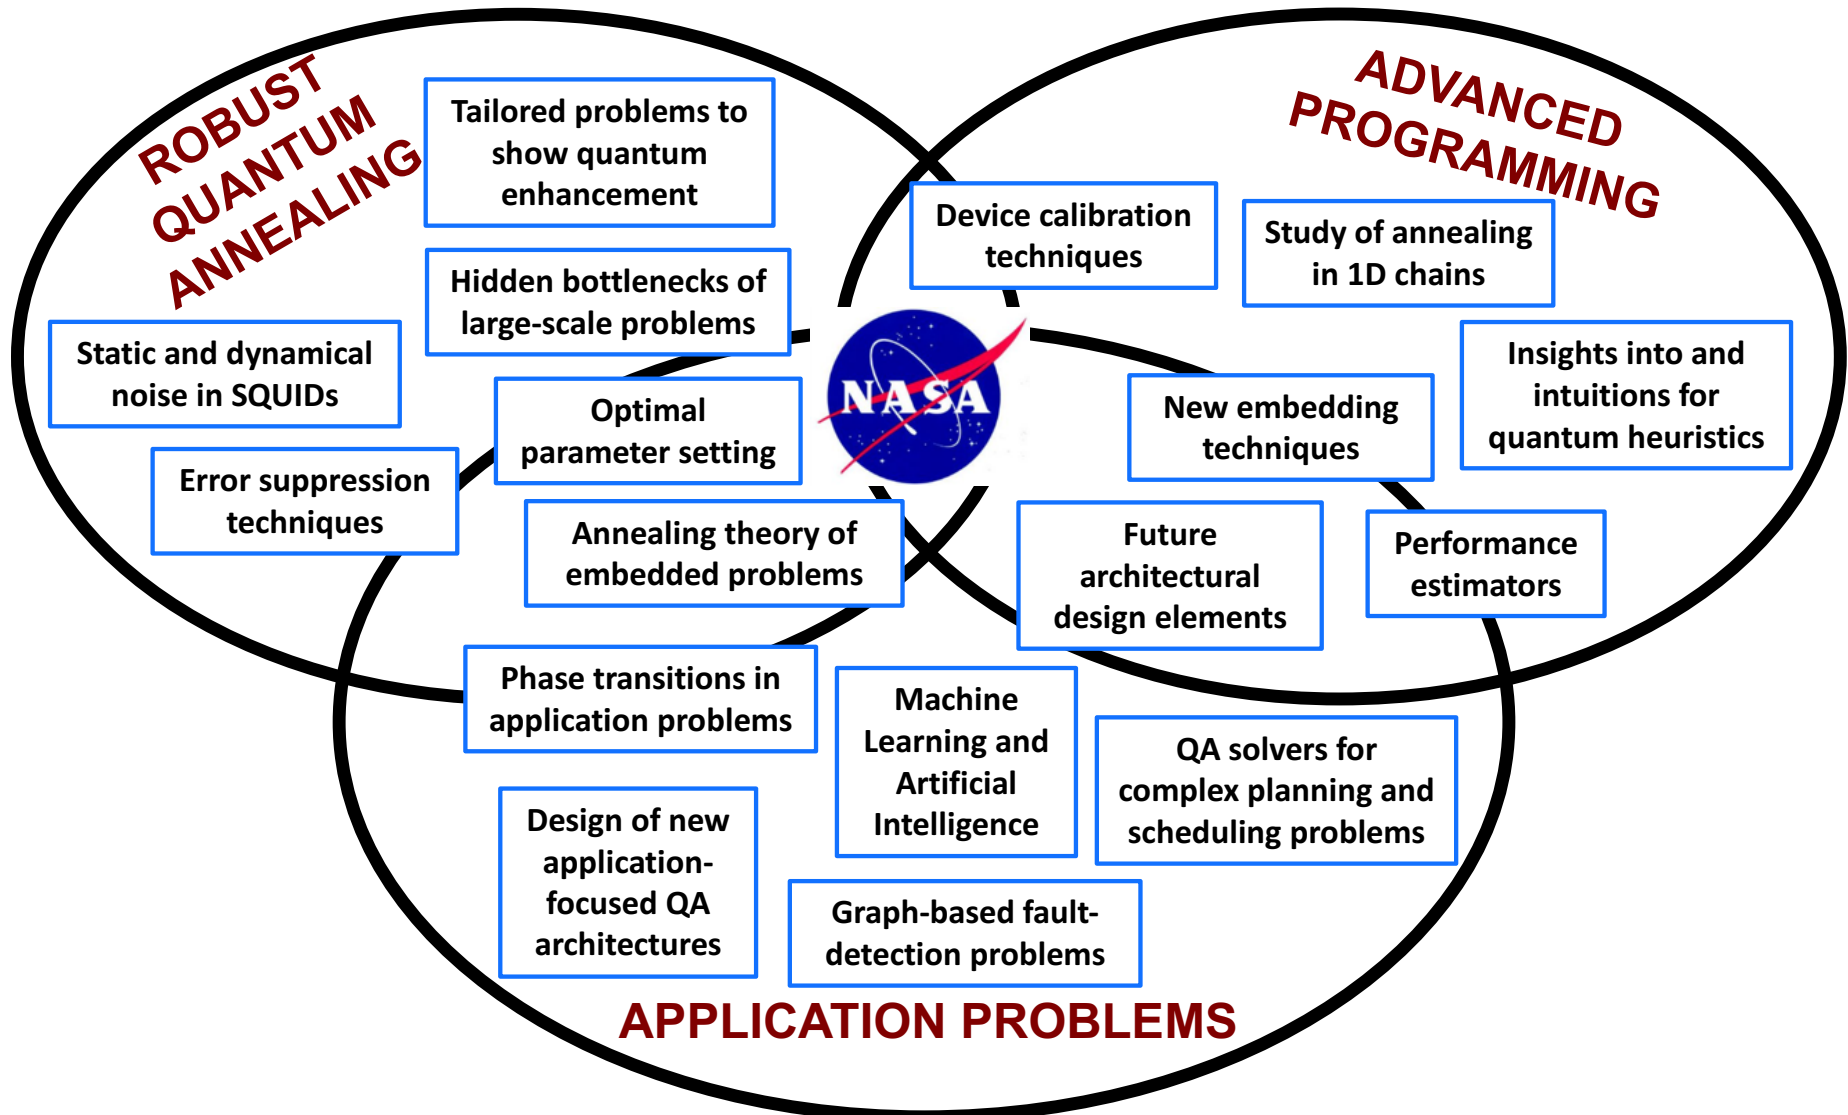 ROBUST
QUANTUM
ANNEALING
ADVANCED
PROGRAMMING
Tailored problems to
show quantum
enhancement
Device calibration
techniques
Study of annealing
in 1D chains
Hidden bottlenecks of
large-scale problems
Static and dynamical
noise in SQUIDs
NASA
Insights into and
intuitions for
quantum heuristics
Optimal
parameter setting
New embedding
techniques
Error suppression
techniques
Annealing theory of
embedded problems
Future
architectural
design elements
Performance
estimators
Phase transitions in
application problems
Machine
Learning and
Artificial
Intelligence
QA solvers for
complex planning and
scheduling problems
Design of new
application-
focused QA
architectures
Graph-based fault-
detection problems
APPLICATION PROBLEMS